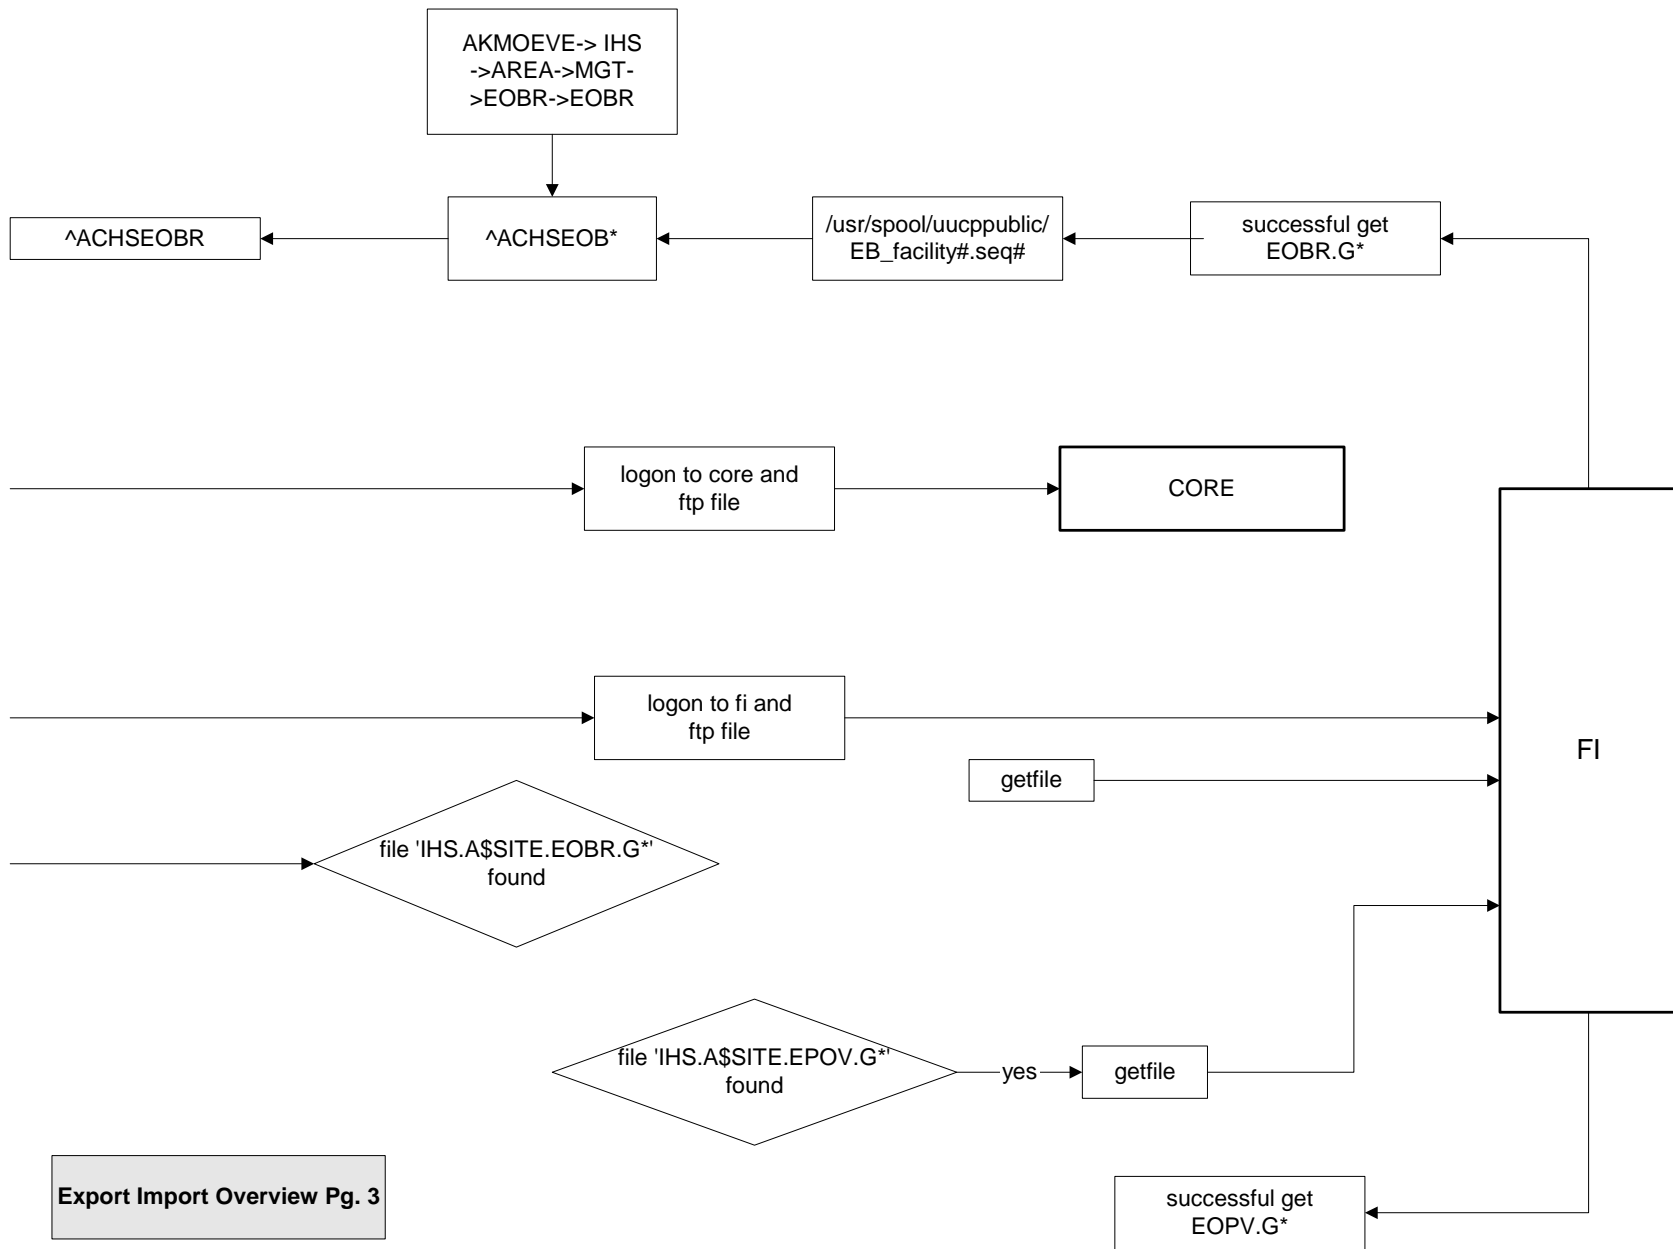 AKMOEVE-> IHS
->AREA->MGT-
>EOBR->EOBR
^ACHSEOBR
^ACHSEOB*
/usr/spool/uucppublic/
EB_facility#.seq#
successful get
EOBR.G*
logon to core and
ftp file
CORE
logon to fi and
ftp file
FI
getfile
file 'IHS.A$SITE.EOBR.G*'
found
file 'IHS.A$SITE.EPOV.G*'
found
yes
getfile
Export Import Overview Pg. 3
successful get
EOPV.G*